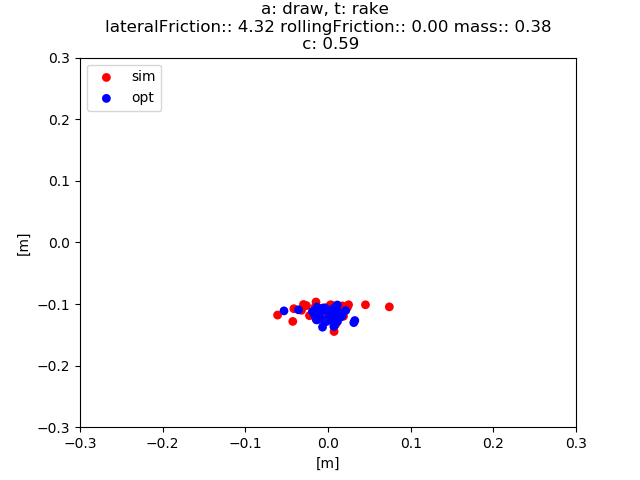 a: draw, t: rake
lateralFriction:: 4.32 rollingFriction:: 0.00 mass:: 0.38
c: 0.59
0.3
sim
opt
0.2
0.1
0.0
[m]
−0.1
−0.2
−0.3
−0.3 −0.2 −0.1 0.0 0.1 0.2 0.3
[m]